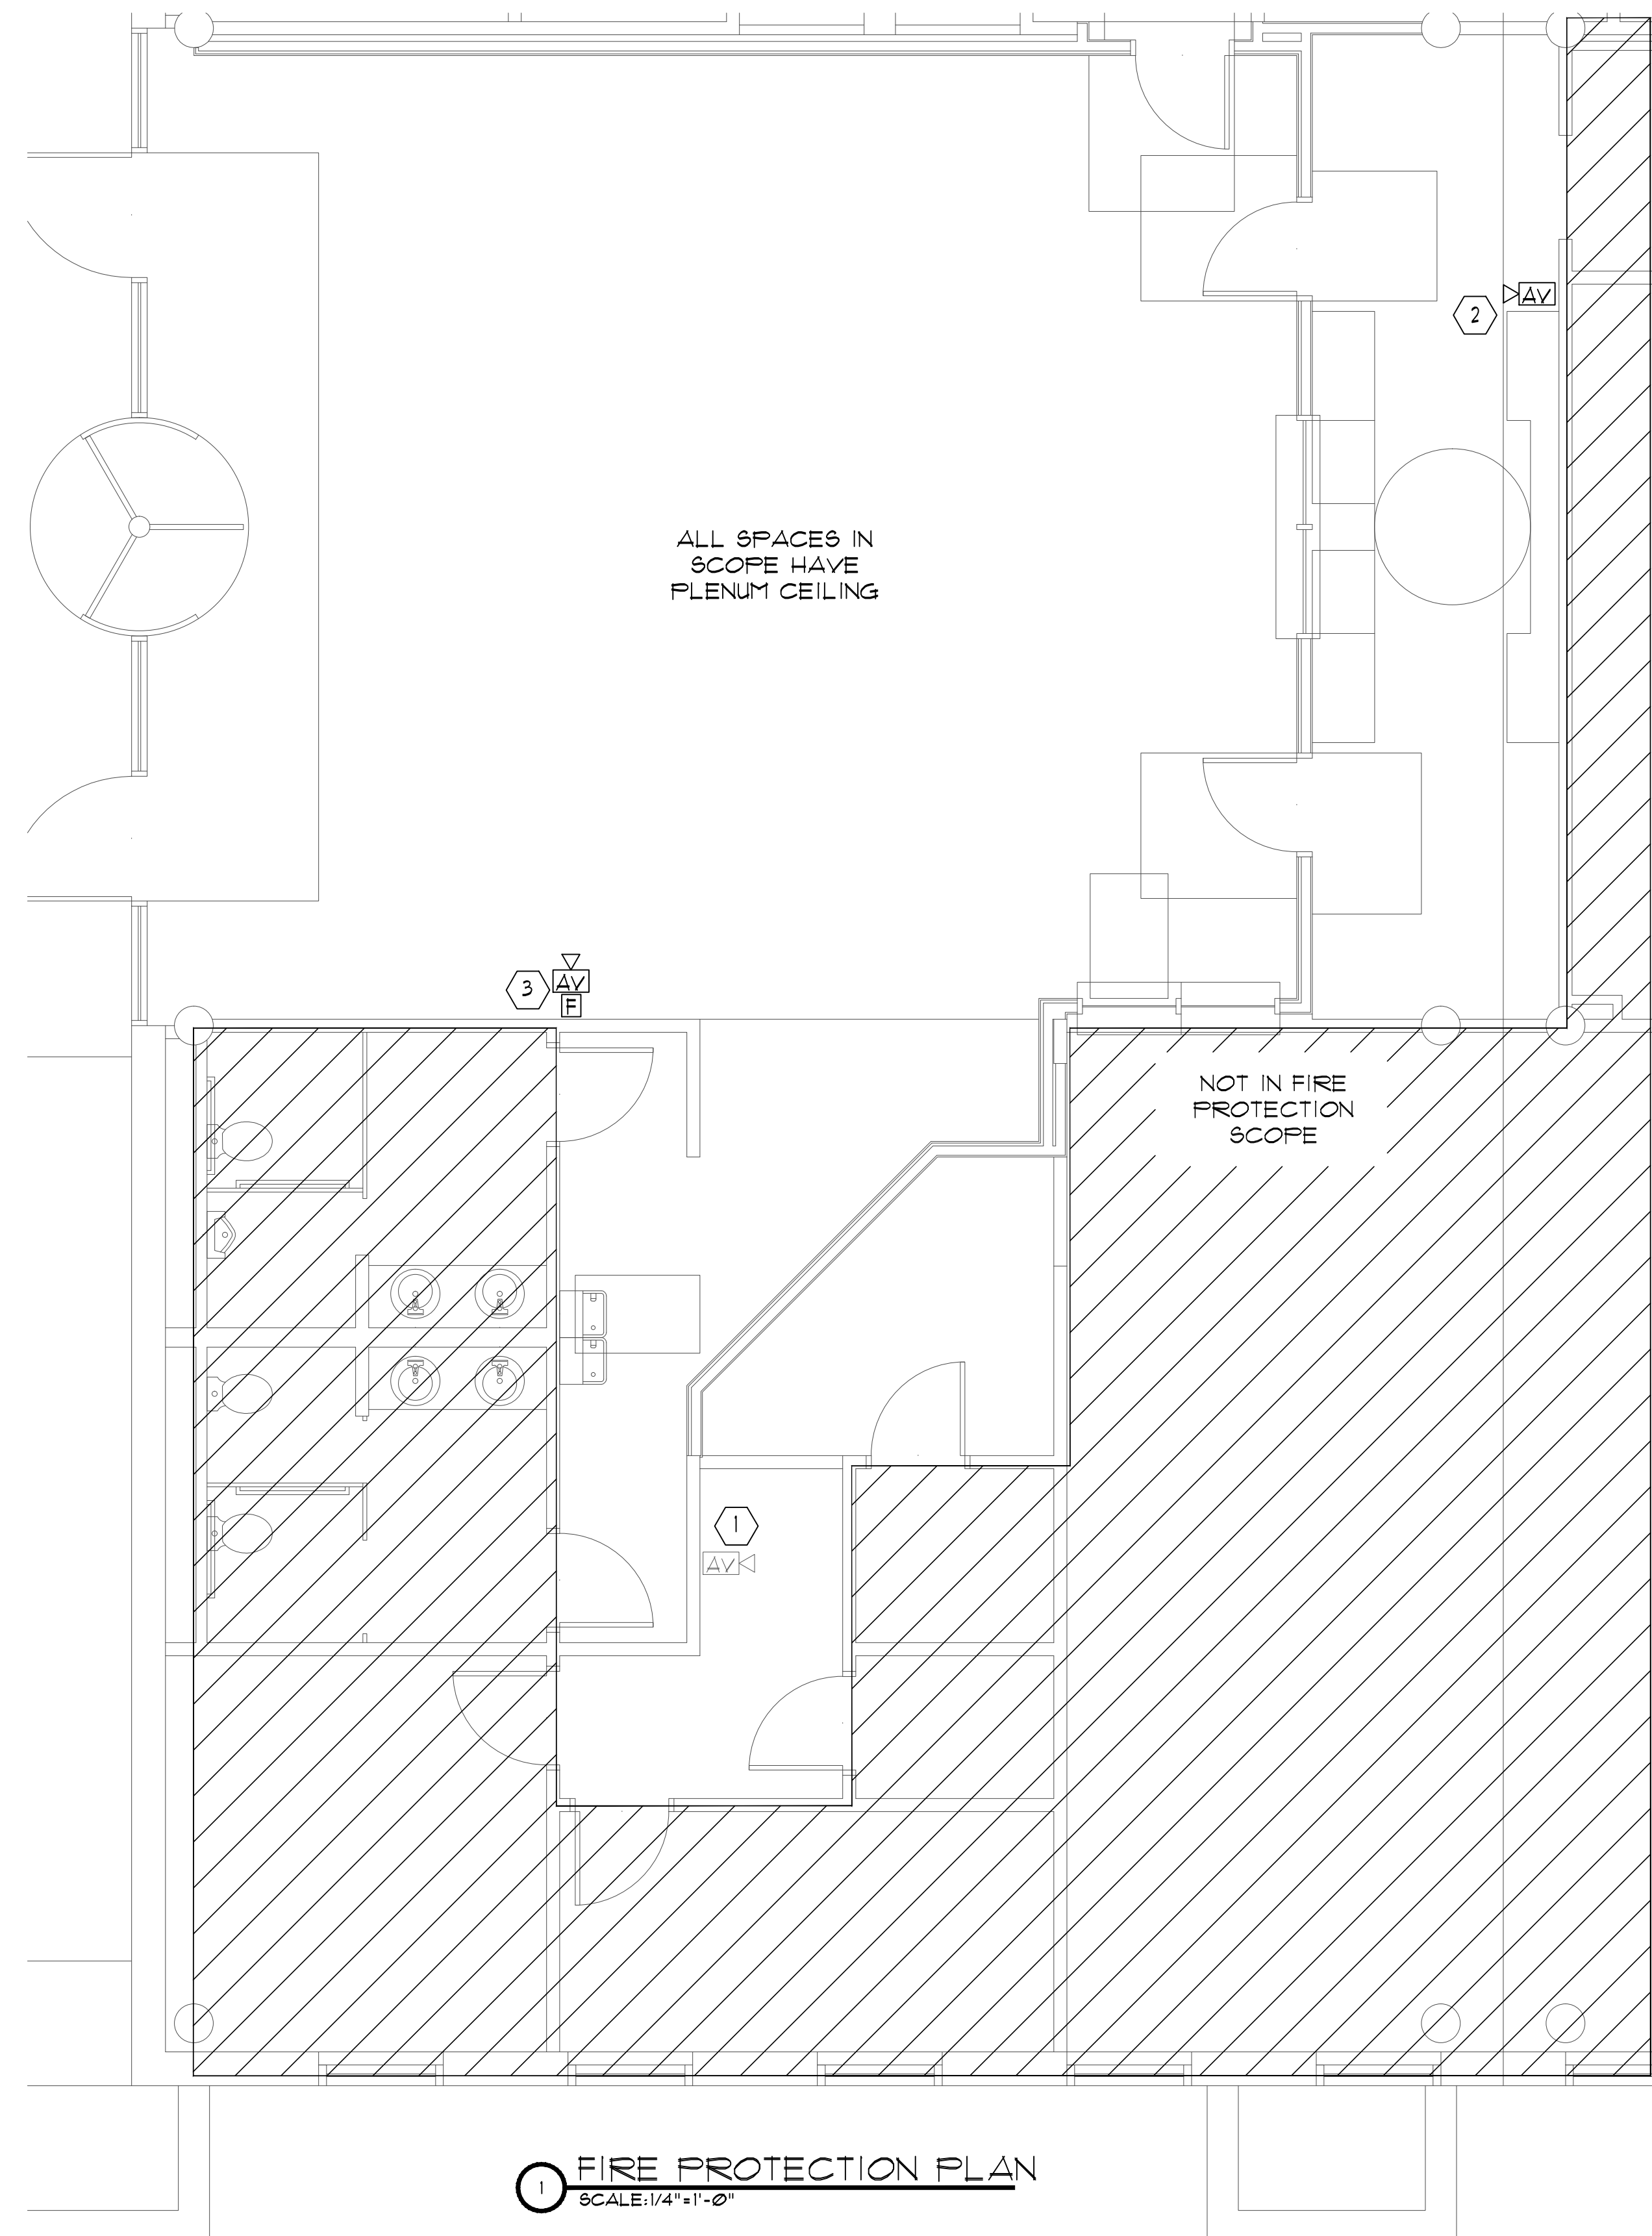 2
AV
ALL SPACES IN
SCOPE HAVE
PLENUM CEILING
3
AV
F
NOT IN FIRE
PROTECTION
SCOPE
1
AV
1
FIRE PROTECTION PLAN
SCALE:1/4"=1'-0"